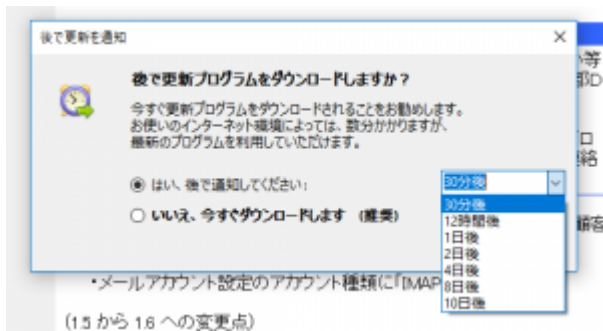 後で更新を通知
後で更新プログラムをダウンロードしますか？
今すぐ更新プログラムをダウンロードされることをお勧めします。
お使いのインターネット環境によっては、数分かかりますが、
最新のプログラムを利用していただけます。
はい、後で通知してください:
30分後
いいえ、今すぐダウンロードします （推奨）
30分後
12時間後
1日後
2日後
4日後
8日後
10日後
等
部D
絡
顧客
・メールアカウント設定のアカウント種類に「IMAP
(1.5 から 1.6 への変更点)